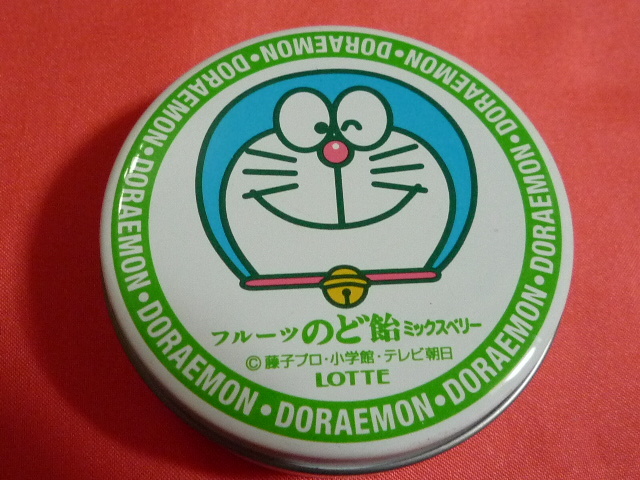 DORAEMON・DORAEMON・DORAEMON・DORAEMON・DORAEMON・DORAEMON・DORAEMON・DORAEMON・DORAEMON・
フルーツのど飴ミックスベリー
©藤子プロ・小学館・テレビ朝日
LOTTE